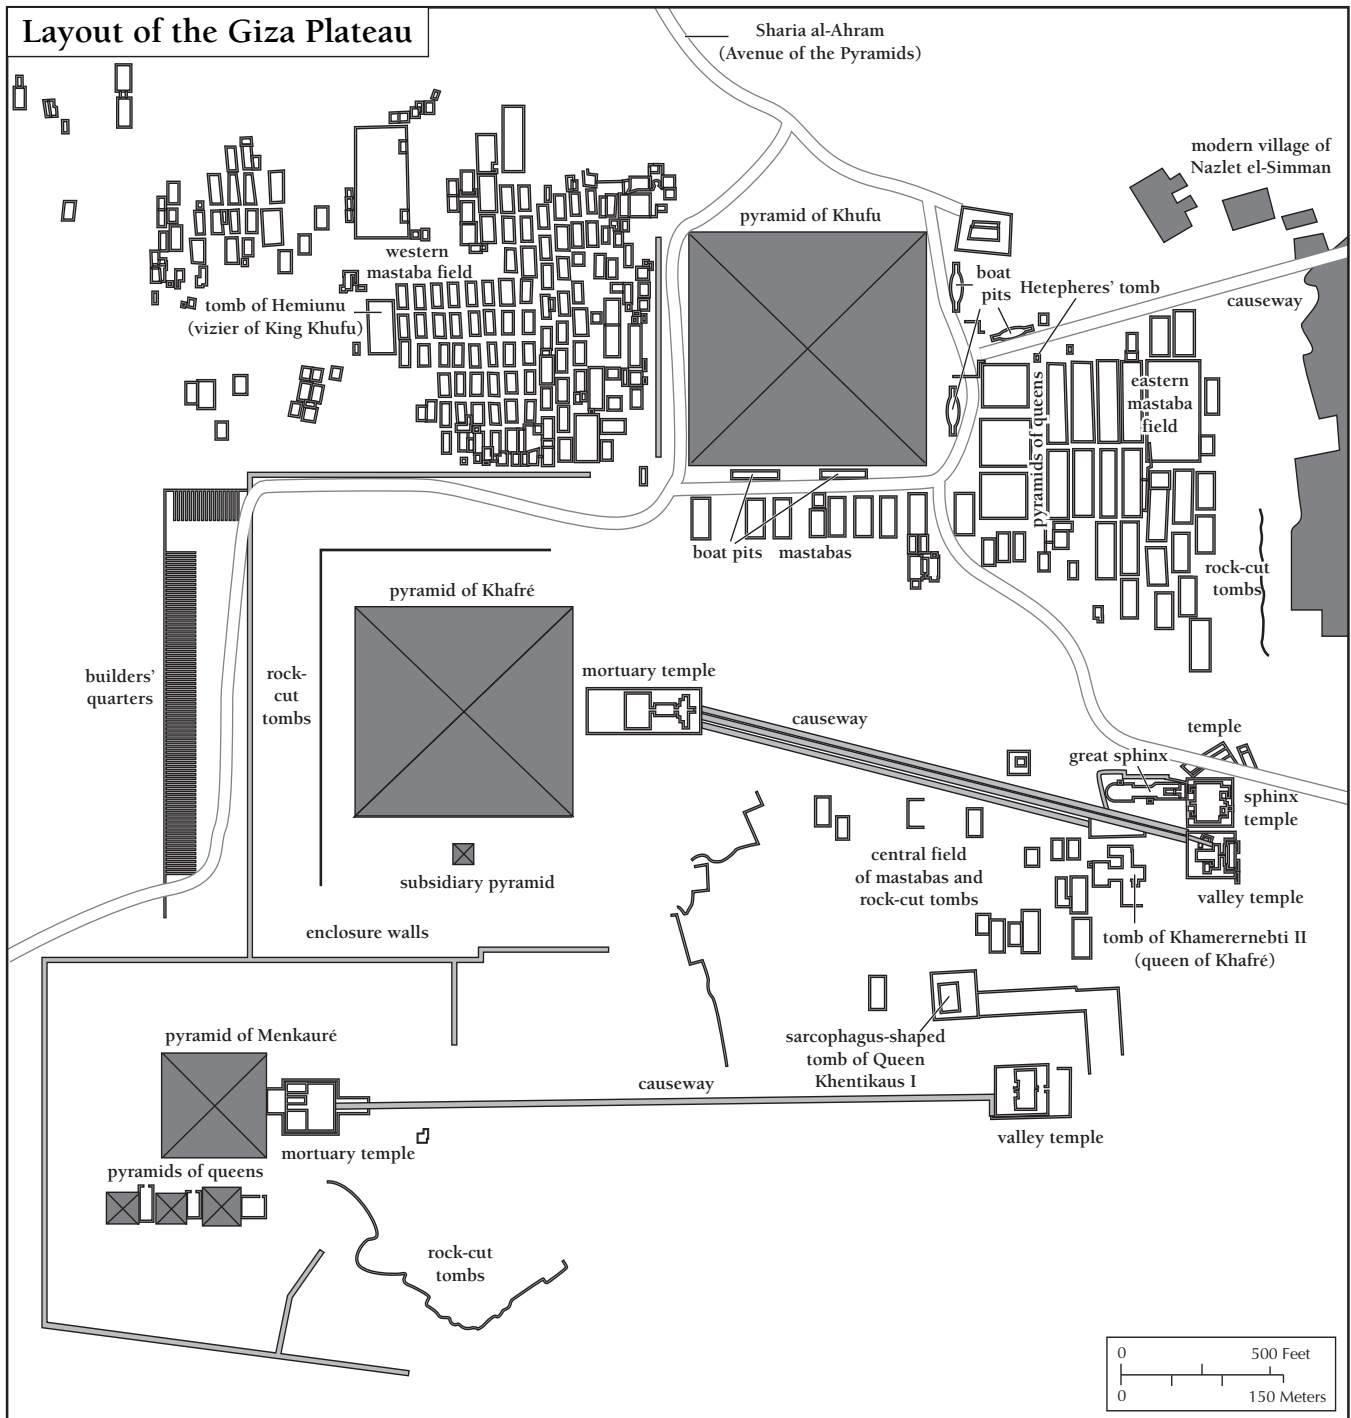 Layout of the Giza Plateau
Sharia al-Ahram
(Avenue of the Pyramids)
modern village of
Nazlet el-Simman
pyramid of Khufu
western
mastaba field
tomb of Hemiunu
(vizier of King Khufu)
boat
pits
Hetepheres' tomb
causeway
pyramids of queens
eastern
mastaba
field
boat pits
mastabas
rock-cut
tombs
pyramid of Khafré
builders'
quarters
rock-
cut
tombs
mortuary temple
causeway
temple
great sphinx
sphinx
temple
central field
of mastabas and
rock-cut tombs
subsidiary pyramid
valley temple
enclosure walls
tomb of Khamerernebti II
(queen of Khafré)
pyramid of Menkauré
sarcophagus-shaped
tomb of Queen
Khentikaus I
causeway
valley temple
mortuary temple
pyramids of queens
rock-cut
tombs
0 500 Feet
0 150 Meters